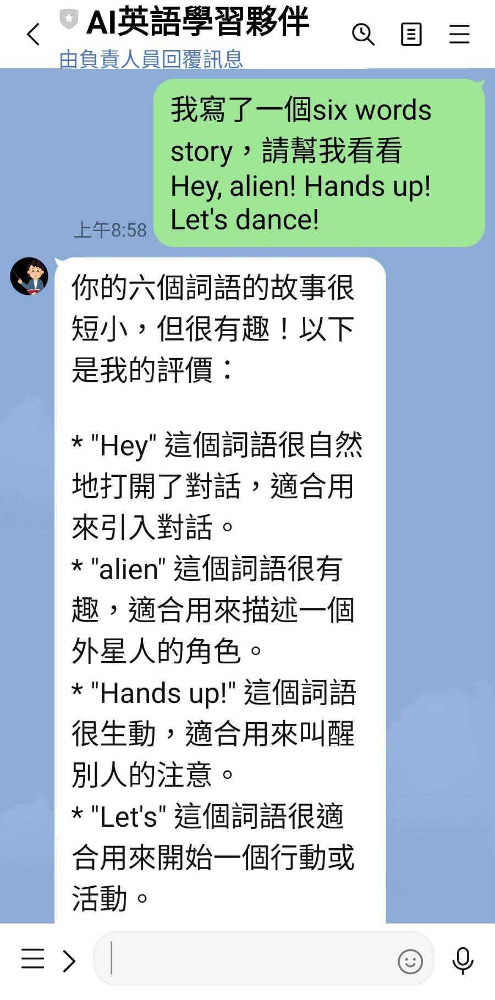 AI英語學習夥伴
由負責人員回覆訊息
我寫了一個six words
story，請幫我看看
Hey, alien! Hands up!
Let's dance!
上午8:58
你的六個詞語的故事很
短小，但很有趣！以下
是我的評價：
* "Hey" 這個詞語很自然
地打開了對話，適合用
來引入對話。
* "alien" 這個詞語很有
趣，適合用來描述一個
外星人的角色。
* "Hands up!" 這個詞語
很生動，適合用來叫醒
別人的注意。
* "Let's" 這個詞語很適
合用來開始一個行動或
活動。